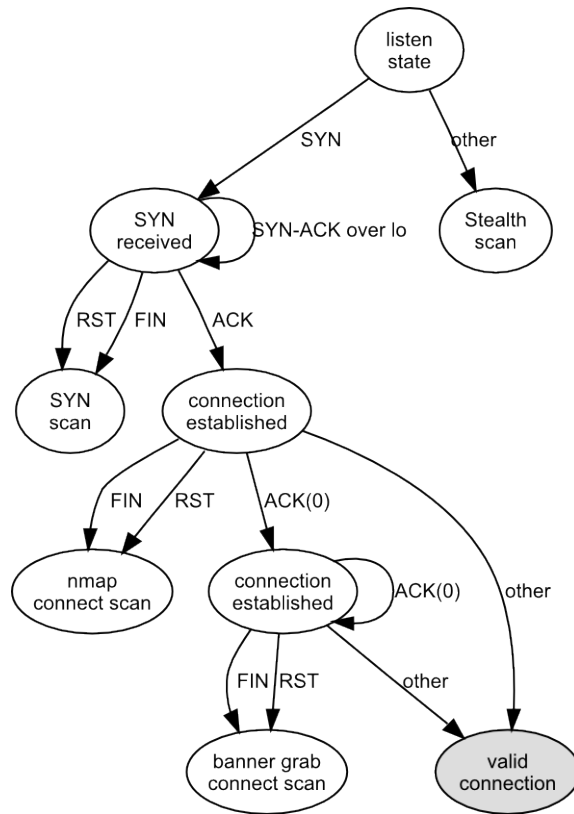 listen
state
SYN
other
SYN
received
SYN-ACK over lo
Stealth
scan
RST
FIN
ACK
SYN
scan
connection
established
FIN
RST
ACK(0)
nmap
connect scan
connection
established
ACK(0)
other
FIN
RST
other
banner grab
connect scan
valid
connection